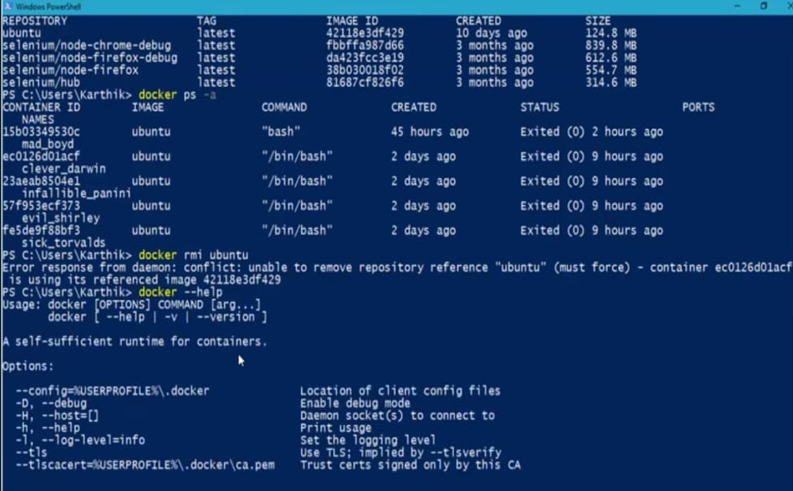 Windows PowerShell
REPOSITORY TAG IMAGE ID CREATED SIZE
ubuntu latest 42118e3df429 10 days ago 124.8 MB
selenium/node-chrome-debug latest fbbffa987d66 3 months ago 839.8 MB
selenium/node-firefox-debug latest da423fcc3e19 3 months ago 612.6 MB
selenium/node-firefox latest 38b030018f02 3 months ago 554.7 MB
selenium/hub latest 81687cf826f6 3 months ago 314.6 MB
PS C:\Users\Karthik> docker ps -a
CONTAINER ID IMAGE COMMAND CREATED STATUS PORTS
NAMES
15b03349530c ubuntu "bash" 45 hours ago Exited (0) 2 hours ago
mad_boyd
ec0126d01acf ubuntu "/bin/bash" 2 days ago Exited (0) 9 hours ago
clever_darwin
23aeab8504e1 ubuntu "/bin/bash" 2 days ago Exited (0) 9 hours ago
infallible_panini
57f953ecf373 ubuntu "/bin/bash" 2 days ago Exited (0) 9 hours ago
evil_shirley
fe5de9f88bf3 ubuntu "/bin/bash" 2 days ago Exited (0) 9 hours ago
sick_torvalds
PS C:\Users\Karthik> docker rmi ubuntu
Error response from daemon: conflict: unable to remove repository reference "ubuntu" (must force) - container ec0126d01acf
is using its referenced image 42118e3df429
PS C:\Users\Karthik> docker --help
Usage: docker [OPTIONS] COMMAND [arg...]
docker [ --help | -v | --version ]
A self-sufficient runtime for containers.
Options:
--config=%USERPROFILE%\.docker Location of client config files
-D, --debug Enable debug mode
-H, --host=[] Daemon socket(s) to connect to
-h, --help Print usage
-l, --log-level=info Set the logging level
--tls Use TLS; implied by --tlsverify
--tlscacert=%USERPROFILE%\.docker\ca.pem Trust certs signed only by this CA